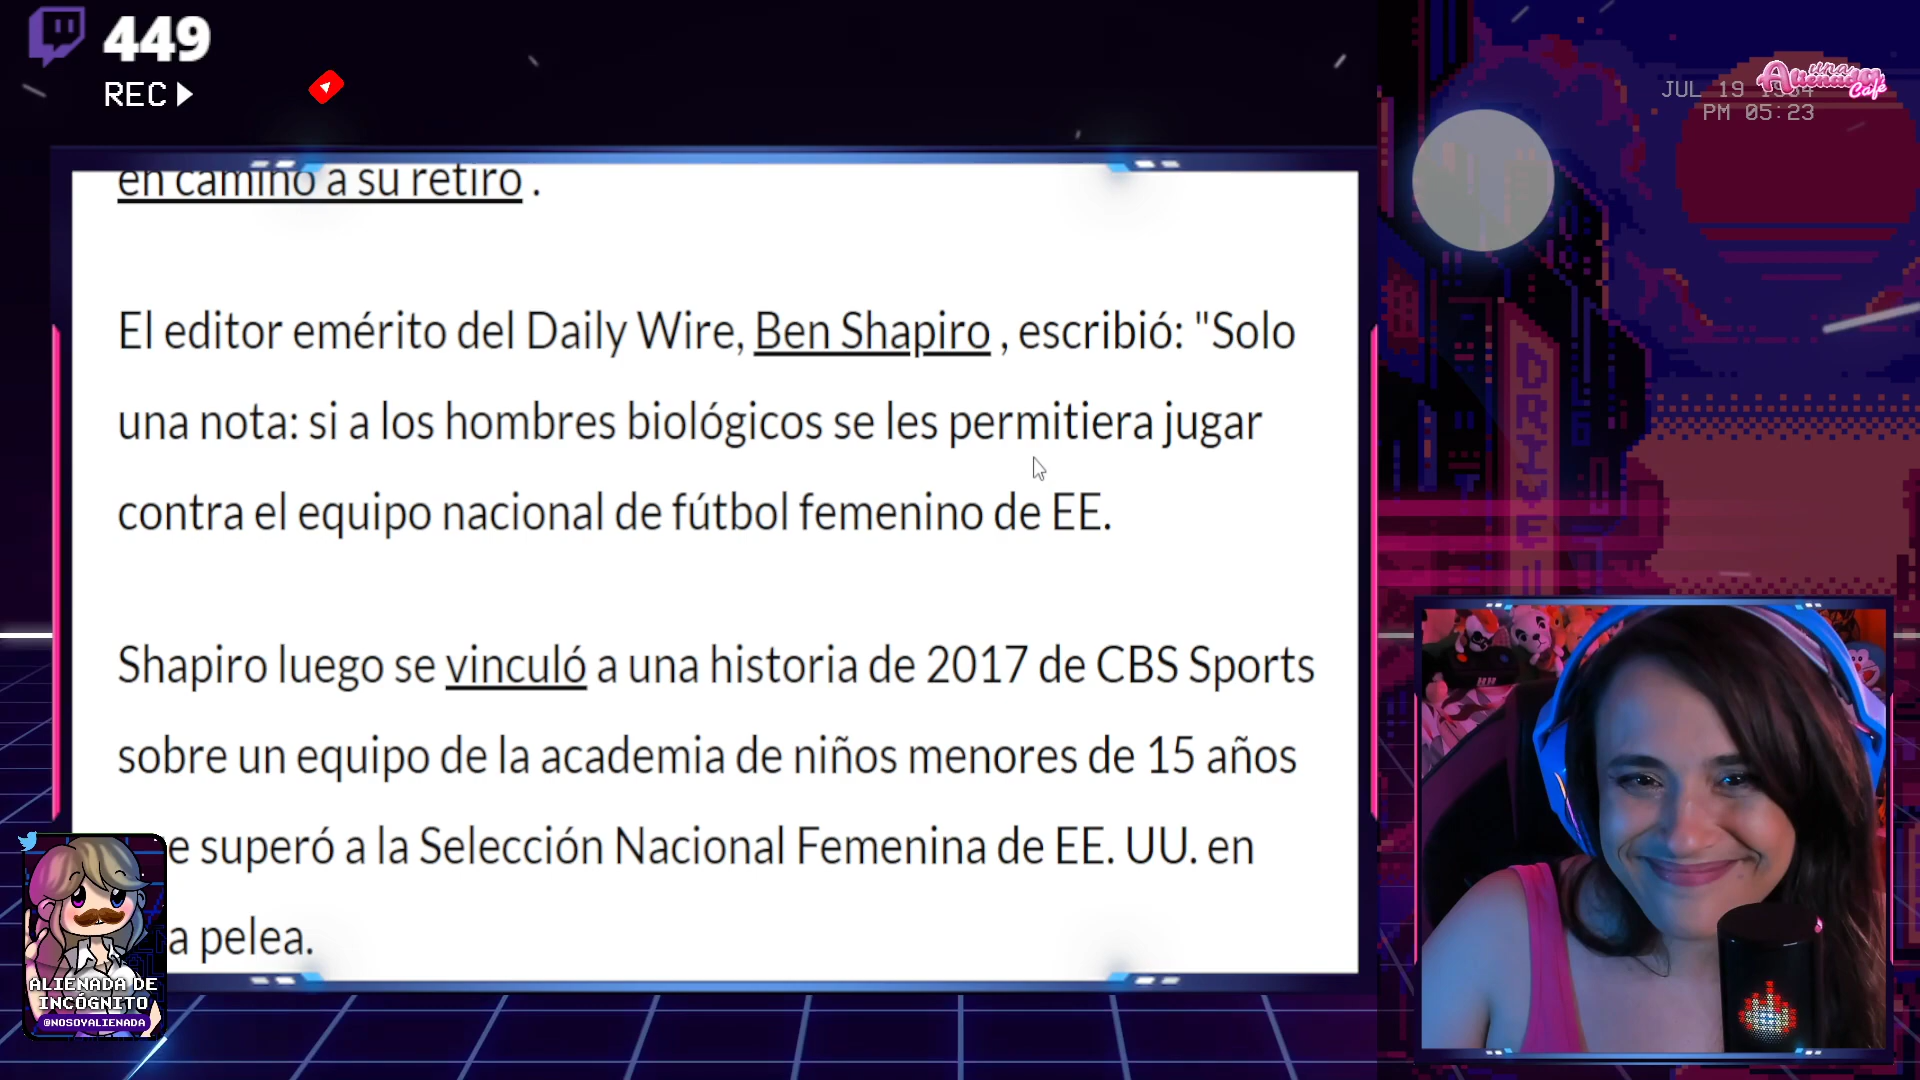 449
REC
una
Alienada
Café
JUL 19
PM 05:23
en camino a su retiro .
El editor emérito del Daily Wire, Ben Shapiro , escribió: "Solo
una nota: si a los hombres biológicos se les permitiera jugar
contra el equipo nacional de fútbol femenino de EE.
Shapiro luego se vinculó a una historia de 2017 de CBS Sports
sobre un equipo de la academia de niños menores de 15 años
e superó a la Selección Nacional Femenina de EE. UU. en
a pelea.
DRIVE
ALIENADA DE
INCÓGNITO
@NOSOYALIENADA